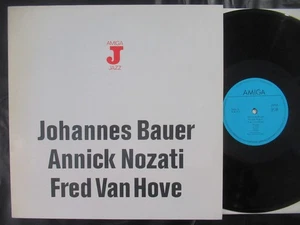 AMIGA
J
JAZZ
Johannes Bauer
Annick Nozati
Fred Van Hove
AMIGA